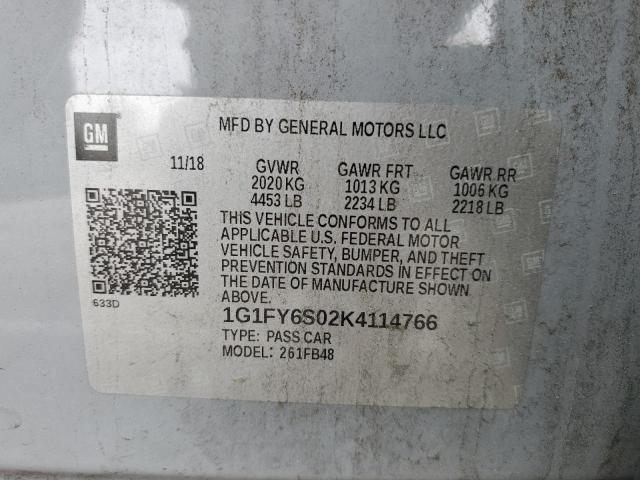 GM
MFD BY GENERAL MOTORS LLC
11/18 GVWR GAWR FRT GAWR RR
2020 KG 1013 KG 1006 KG
4453 LB 2234 LB 2218 LB
THIS VEHICLE CONFORMS TO ALL
APPLICABLE U.S. FEDERAL MOTOR
VEHICLE SAFETY, BUMPER, AND THEFT
PREVENTION STANDARDS IN EFFECT ON
THE DATE OF MANUFACTURE SHOWN
ABOVE.
633D
1G1FY6S02K4114766
TYPE: PASS CAR
MODEL: 261FB48